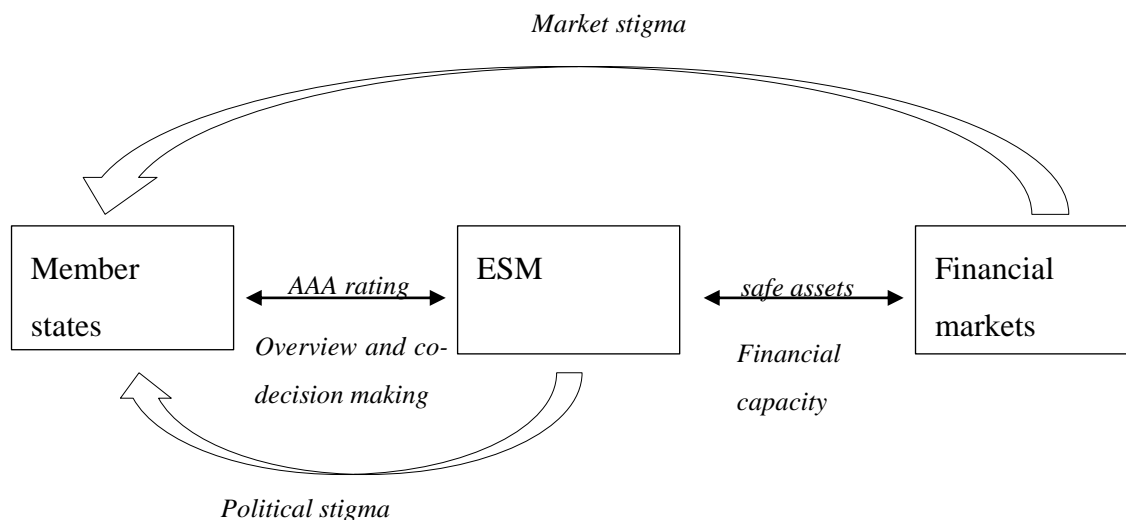 Market stigma
Member
states
AAA rating
Overview and co-
decision making
ESM
safe assets
Financial
capacity
Financial
markets
Political stigma